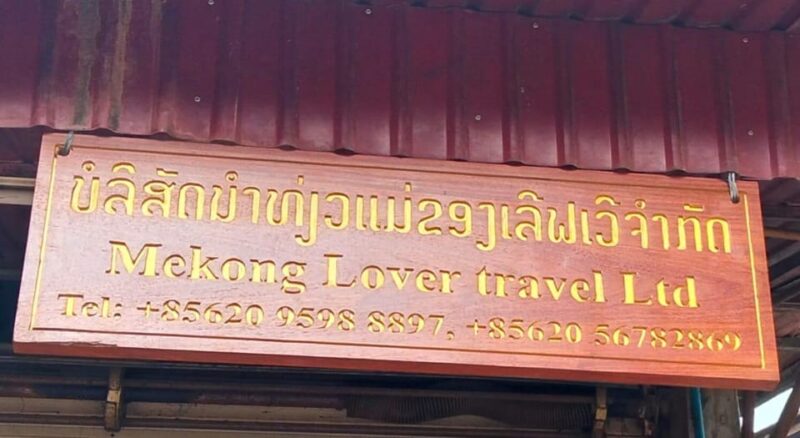 ບໍລິສັດນຳທ່ຽວແມ່ຂອງເລີຟເວີຈຳກັດ
Mekong Lover travel Ltd
Tel: +85620 9598 8897, +85620 56782869